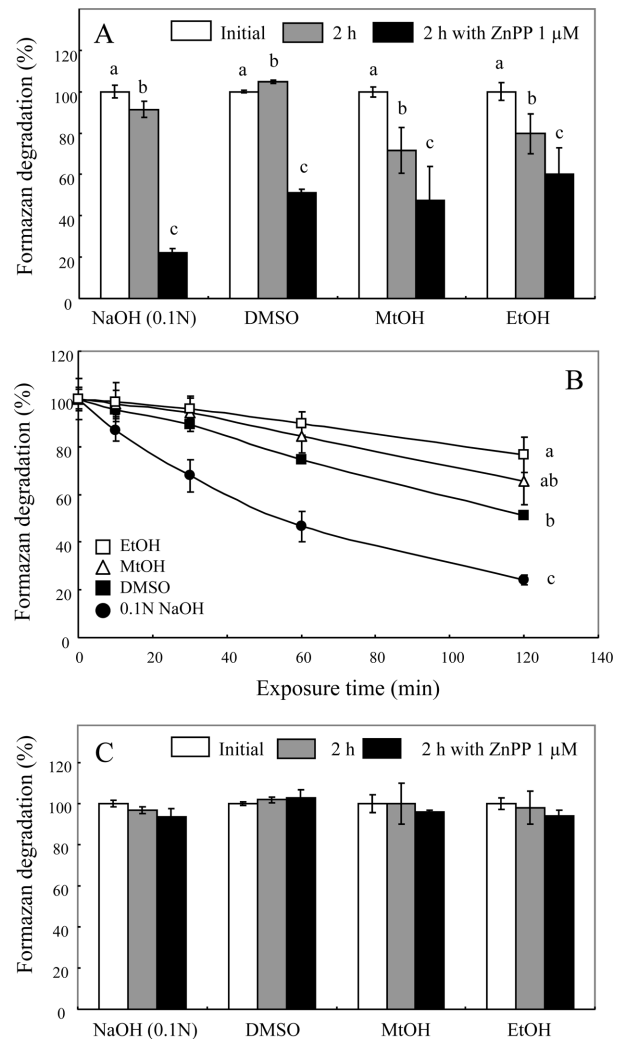 A
Initial 2 h 2 h with ZnPP 1 µM
Formazan degradation (%)
120
100
80
60
40
20
0
a b c
a b c
a b c
a b c
NaOH (0.1N) DMSO MtOH EtOH
B
Formazan degradation (%)
120
100
80
60
40
20
0
a
ab
b
c
EtOH
MtOH
DMSO
0.1N NaOH
0 20 40 60 80 100 120 140
Exposure time (min)
C
Initial 2 h 2 h with ZnPP 1 µM
Formazan degradation (%)
120
100
80
60
40
20
0
NaOH (0.1N) DMSO MtOH EtOH